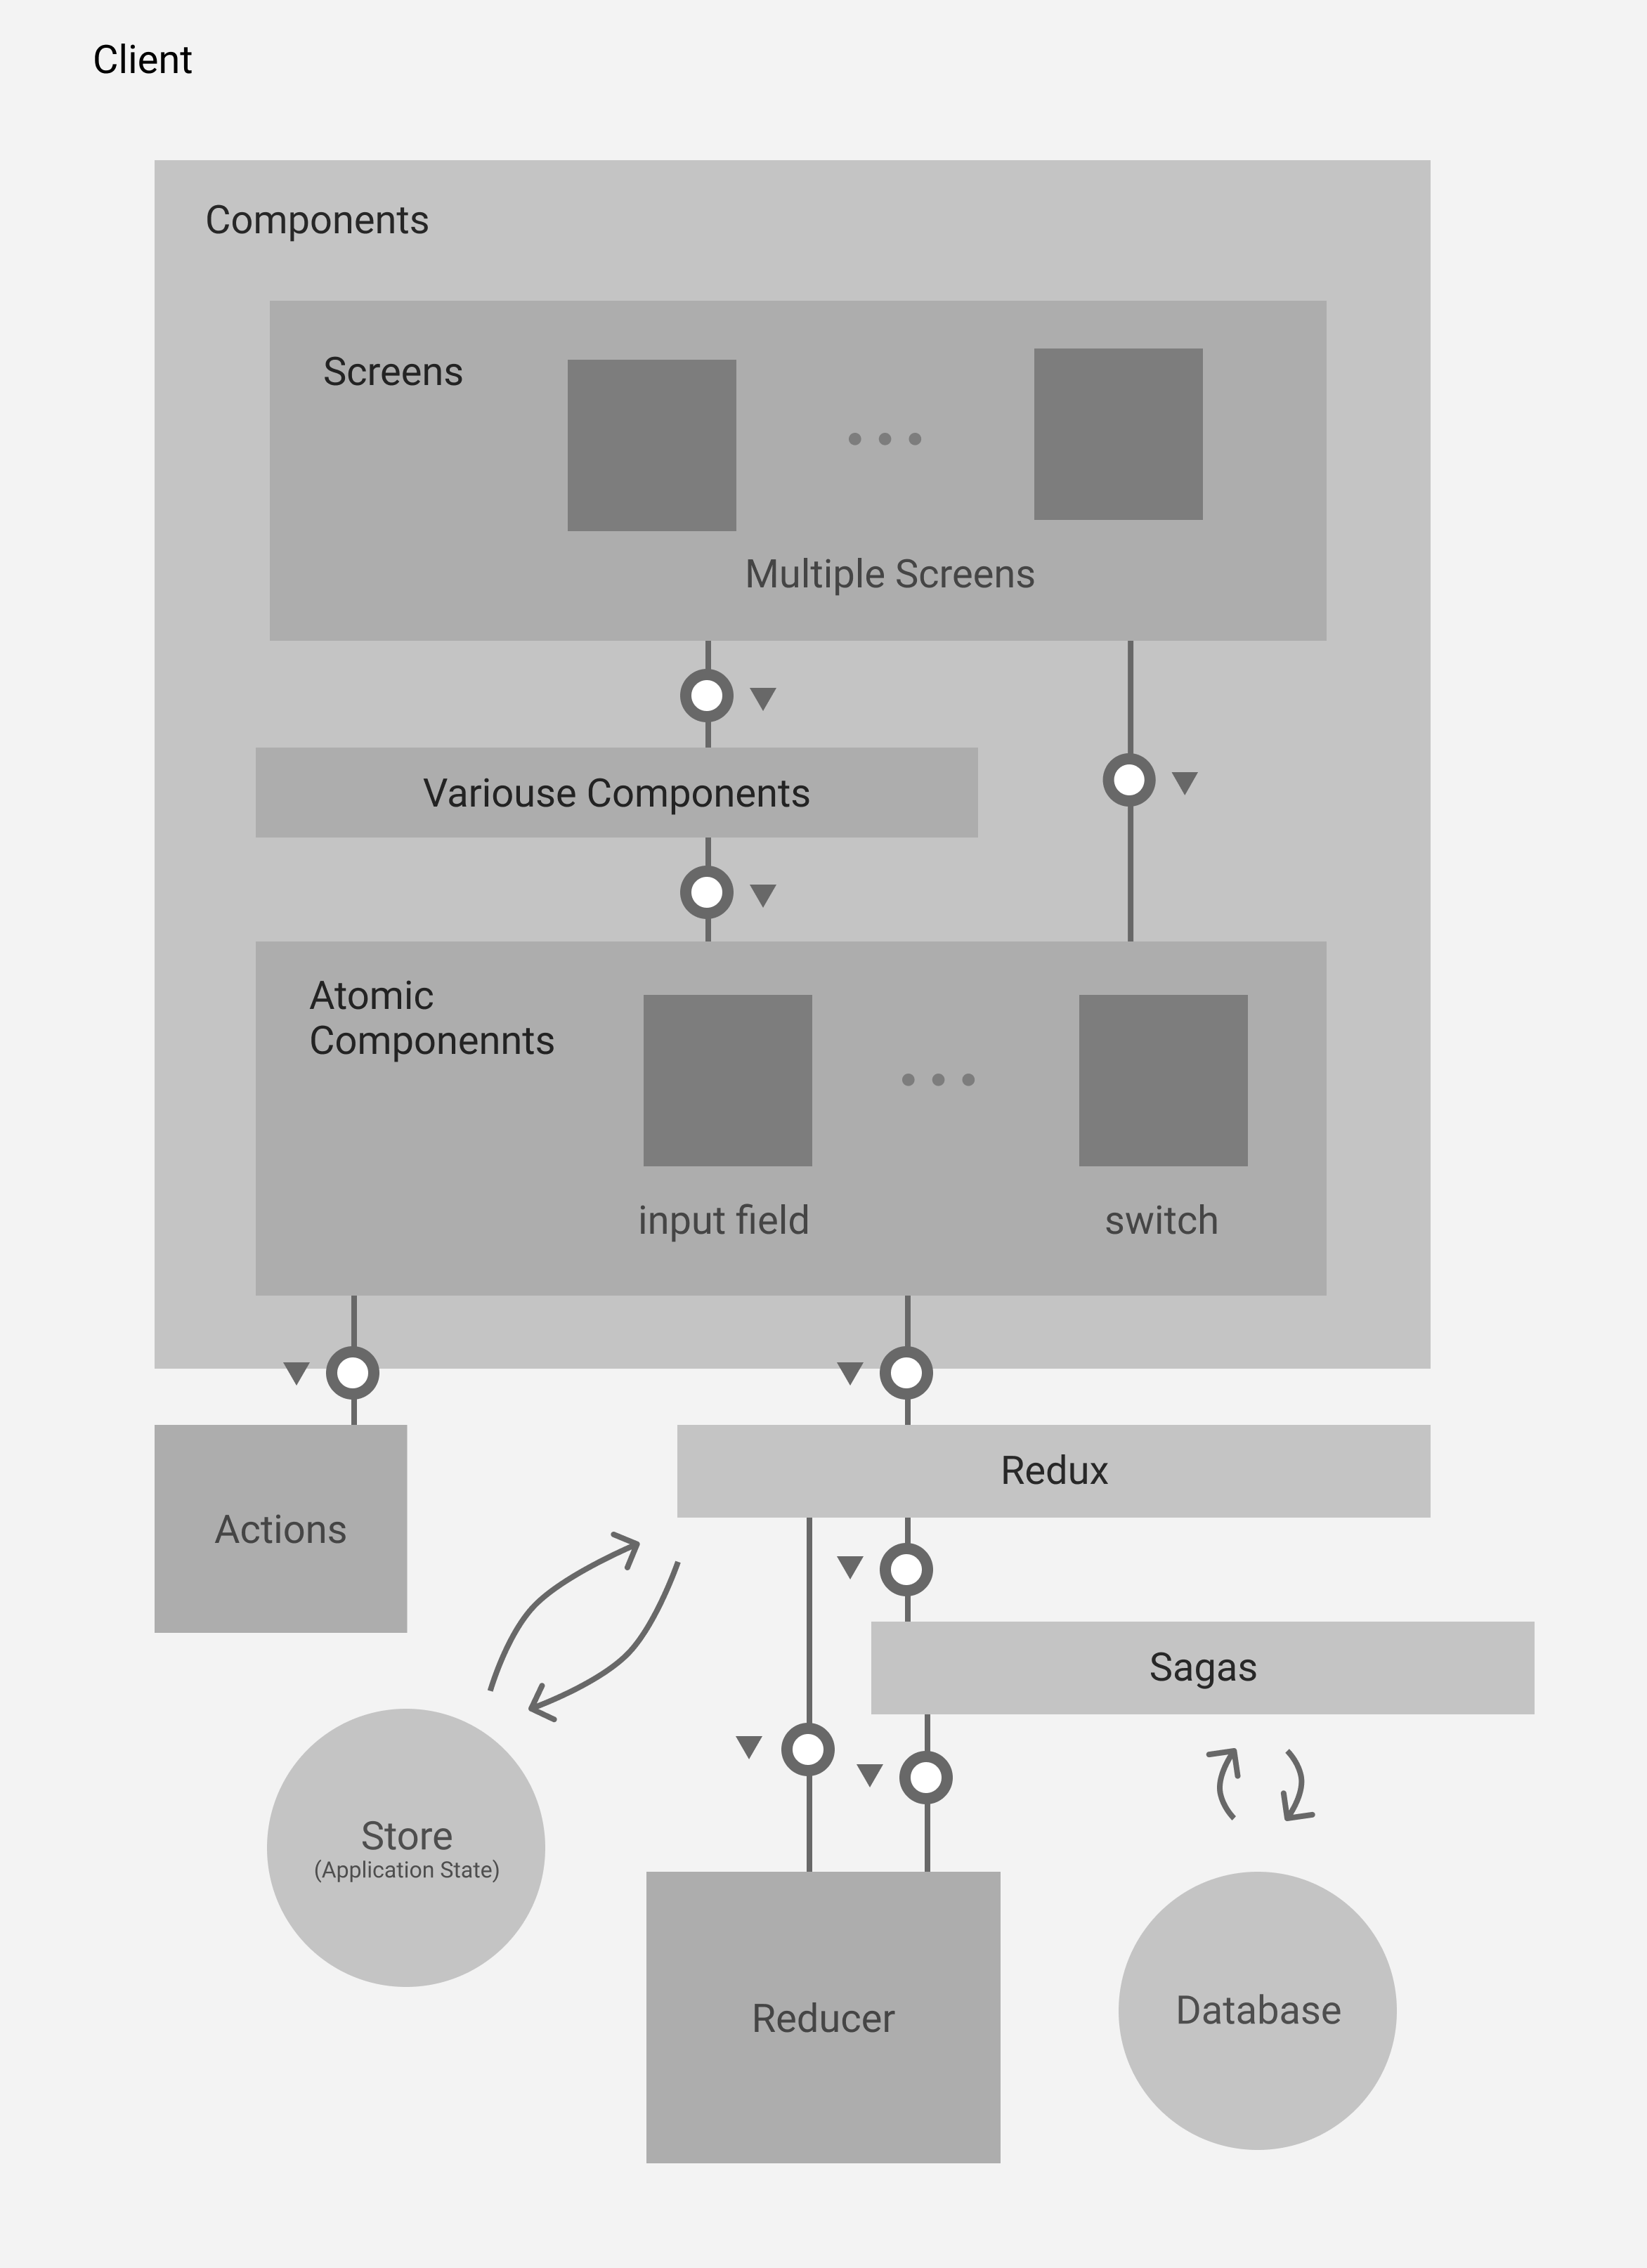 Client
Components
Screens
Multiple Screens
Variouse Components
Atomic
Componennts
input field
switch
Actions
Redux
Sagas
Store
(Application State)
Reducer
Database